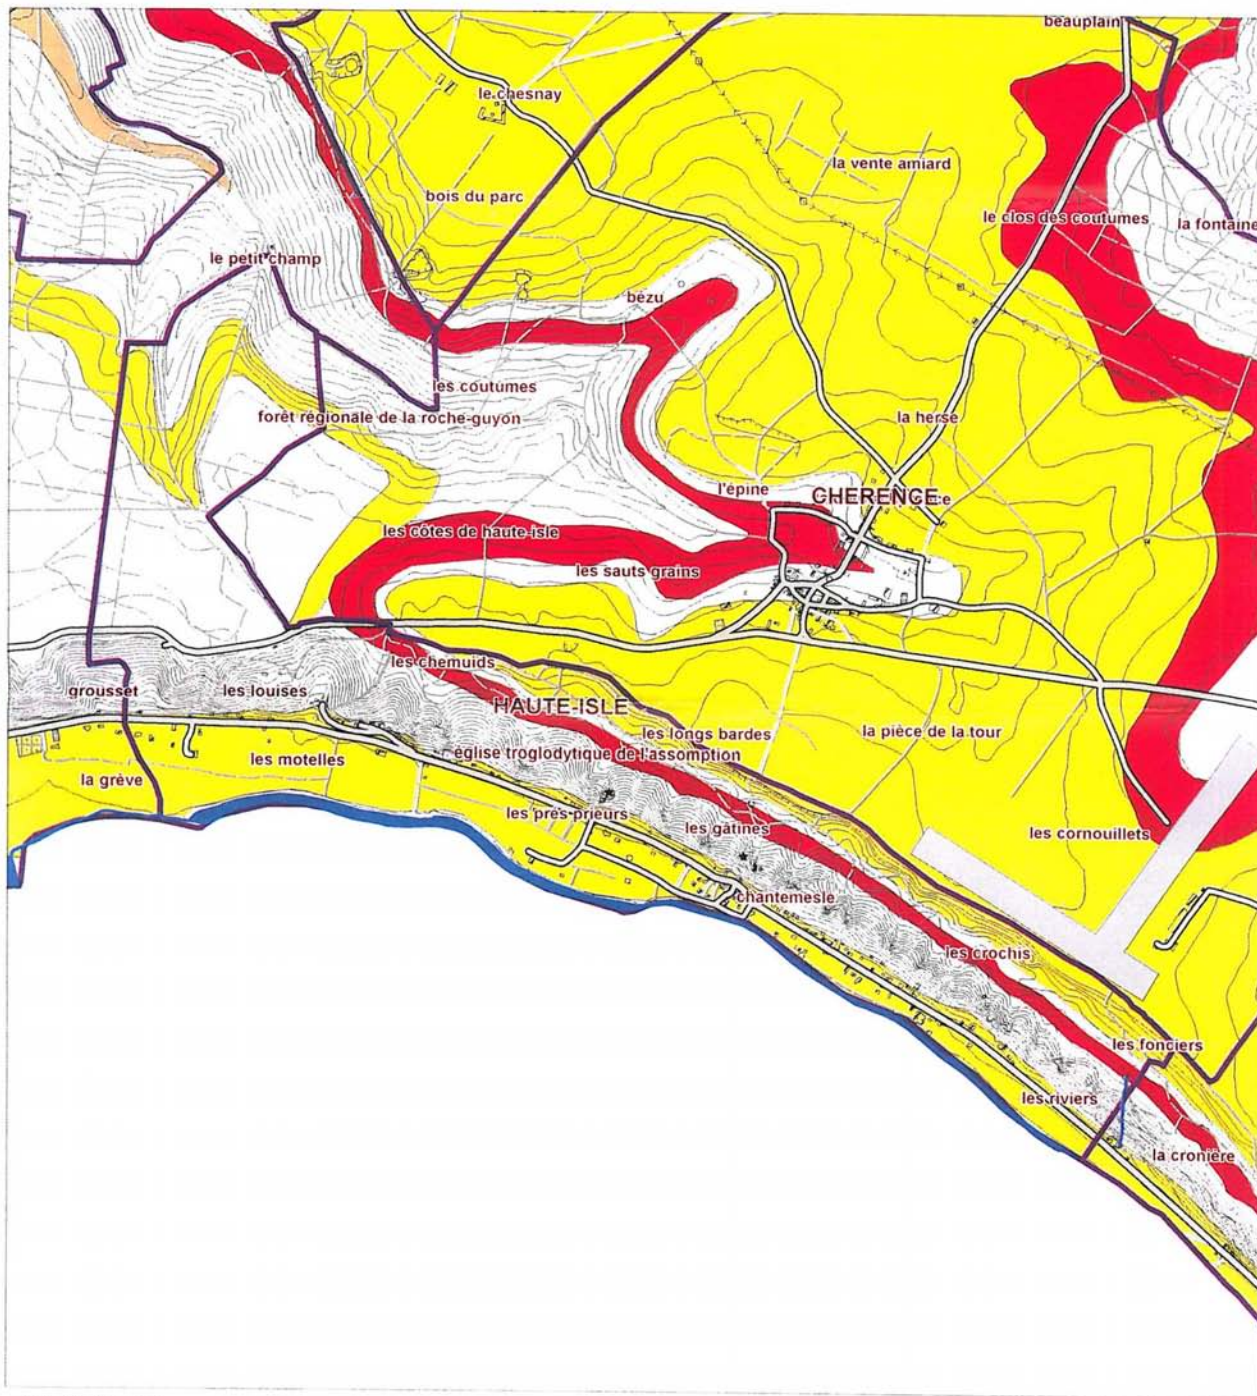 beauplain
le chesnay
la vente amiard
bois du parc
le clos des coutumes
la fontaine
le petit champ
bézu
les coutumes
forêt régionale de la roche-guyon
la herse
l'épine
CHERENCE
les côtes de haute-isle
les sauts grains
les chemuids
grousset
les louises
HAUTE-ISLE
les longs bardes
la pièce de la tour
église troglodytique de l'assomption
les motelles
la grève
les prés prieurs
les gâtines
les cornouillets
chantemesle
les crochis
les fonciers
les riviers
la cronière